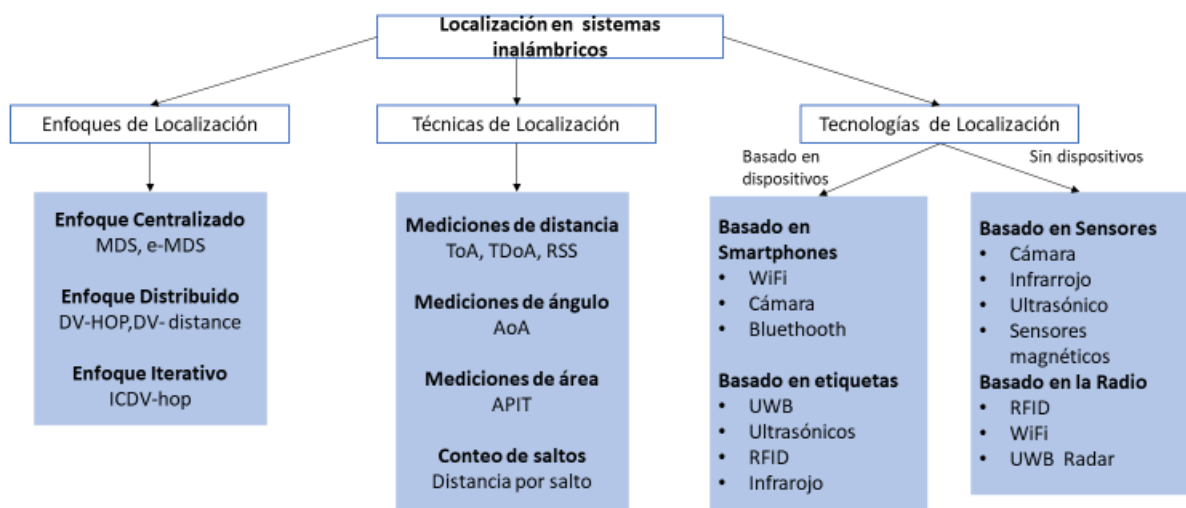 Localización en sistemas
inalámbricos
Enfoques de Localización
Técnicas de Localización
Tecnologías de Localización
Basado en
dispositivos
Sin dispositivos
Enfoque Centralizado
MDS, e-MDS
Enfoque Distribuido
DV-HOP,DV- distance
Enfoque Iterativo
ICDV-hop
Mediciones de distancia
ToA, TDoA, RSS
Mediciones de ángulo
AoA
Mediciones de área
APIT
Conteo de saltos
Distancia por salto
Basado en
Smartphones
• WiFi
• Cámara
• Bluethooth
Basado en etiquetas
• UWB
• Ultrasónicos
• RFID
• Infrarojo
Basado en Sensores
• Cámara
• Infrarrojo
• Ultrasónico
• Sensores
magnéticos
Basado en la Radio
• RFID
• WiFi
• UWB Radar